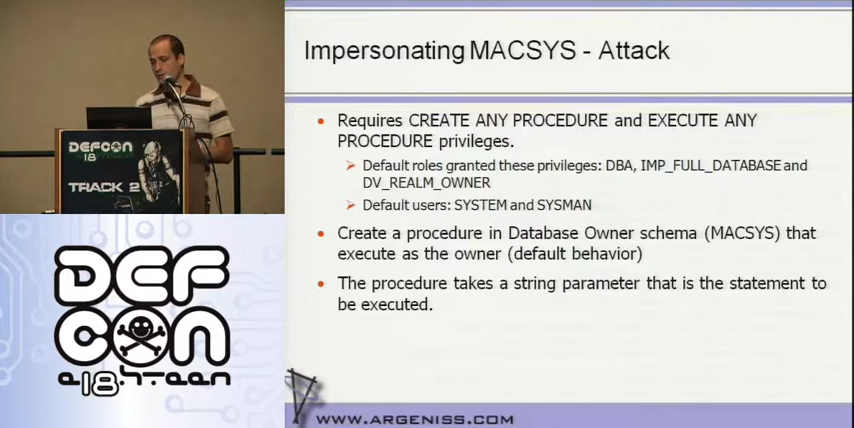 Impersonating MACSYS - Attack
• Requires CREATE ANY PROCEDURE and EXECUTE ANY
PROCEDURE privileges.
➢ Default roles granted these privileges: DBA, IMP_FULL_DATABASE and
DV_REALM_OWNER
➢ Default users: SYSTEM and SYSMAN
• Create a procedure in Database Owner schema (MACSYS) that
execute as the owner (default behavior)
• The procedure takes a string parameter that is the statement to
be executed.
WWW.ARGENISS.COM
DEFCON
18
TRACK 2
DEF
CON